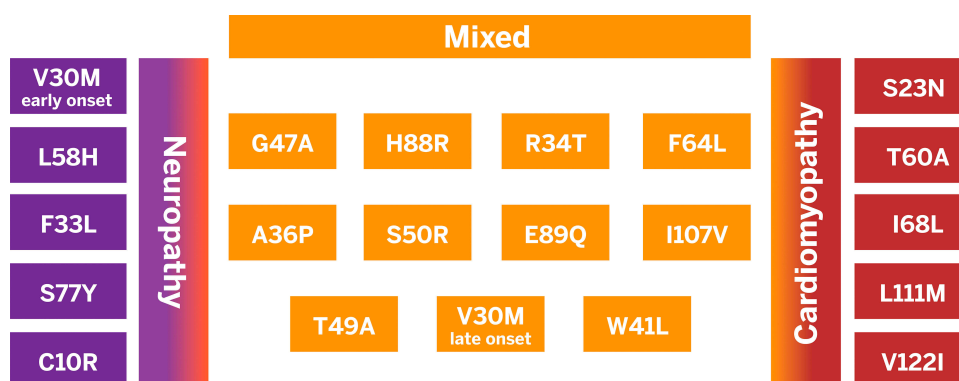 Mixed
V30M
early onset
L58H
F33L
S77Y
C10R
Neuropathy
G47A
H88R
R34T
F64L
A36P
S50R
E89Q
I107V
T49A
V30M
late onset
W41L
Cardiomyopathy
S23N
T60A
I68L
L111M
V122I